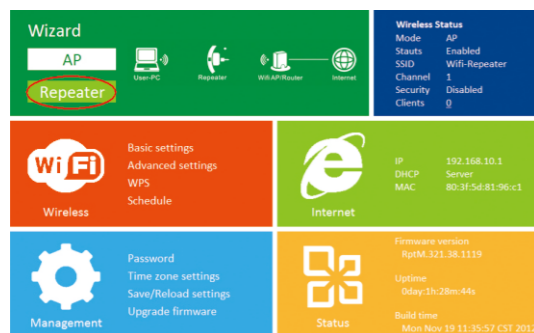 Wizard
AP
Repeater
User-PC
Repeater
Wifi AP/Router
Internet
Wireless Status
Mode AP
Stauts Enabled
SSID Wifi-Repeater
Channel 1
Security Disabled
Clients 0
WiFi
Wireless
Basic settings
Advanced settings
WPS
Schedule
Internet
IP 192.168.10.1
DHCP Server
MAC 80:3f:5d:81:96:c1
Management
Password
Time zone settings
Save/Reload settings
Upgrade firmware
Status
Firmware version
RptM.321.38.1119
Uptime
0day:1h:28m:44s
Build time
Mon Nov 19 11:35:57 CST 2012